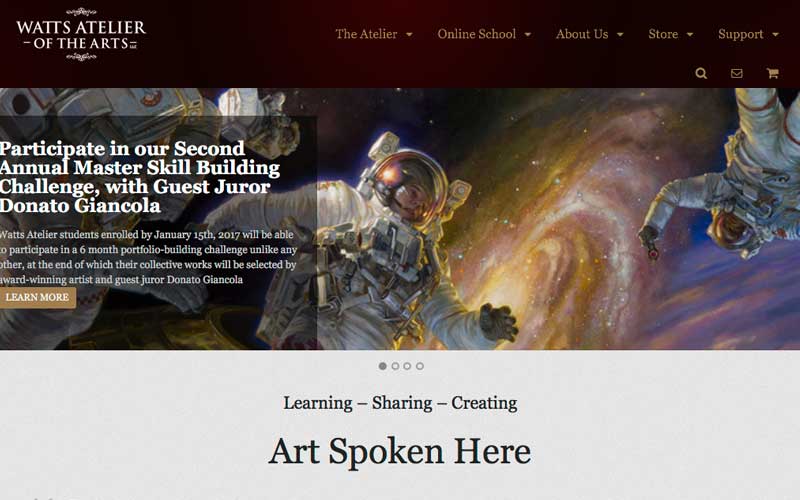 WATTS ATELIER
– OF THE ARTS – LLC
The Atelier Online School About Us Store Support
Participate in our Second
Annual Master Skill Building
Challenge, with Guest Juror
Donato Giancola
Watts Atelier students enrolled by January 15th, 2017 will be able
to participate in a 6 month portfolio-building challenge unlike any
other, at the end of which their collective works will be selected by
award-winning artist and guest juror Donato Giancola
LEARN MORE
Learning – Sharing – Creating
Art Spoken Here